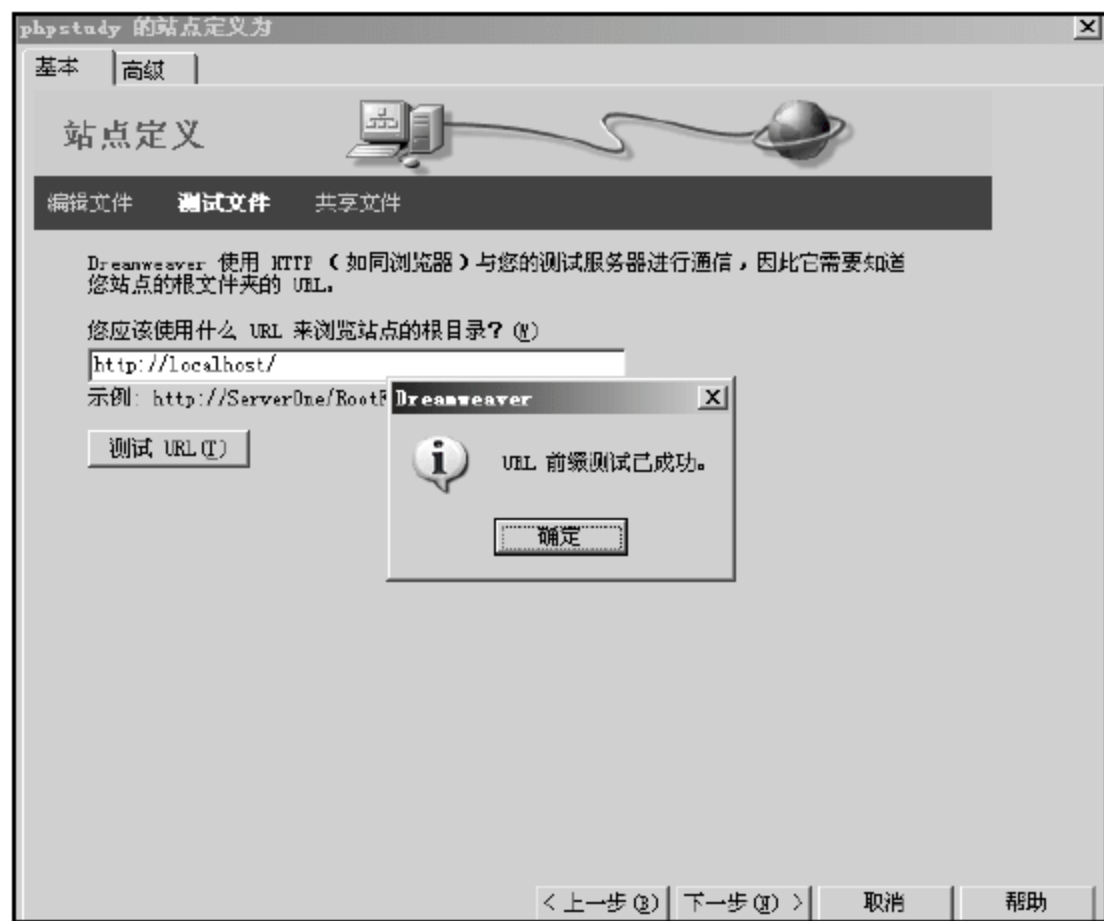 phpstudy 的站点定义为
基本 高级
站点定义
编辑文件 测试文件 共享文件
Dreamweaver 使用 HTTP（如同浏览器）与您的测试服务器进行通信，因此它需要知道
您站点的根文件夹的 URL。
您应该使用什么 URL 来浏览站点的根目录？(W)
http://localhost/
示例: http://ServerOne/Root
测试 URL(T)
Dreamweaver
URL 前缀测试已成功。
确定
< 上一步(B) 下一步(N) > 取消 帮助